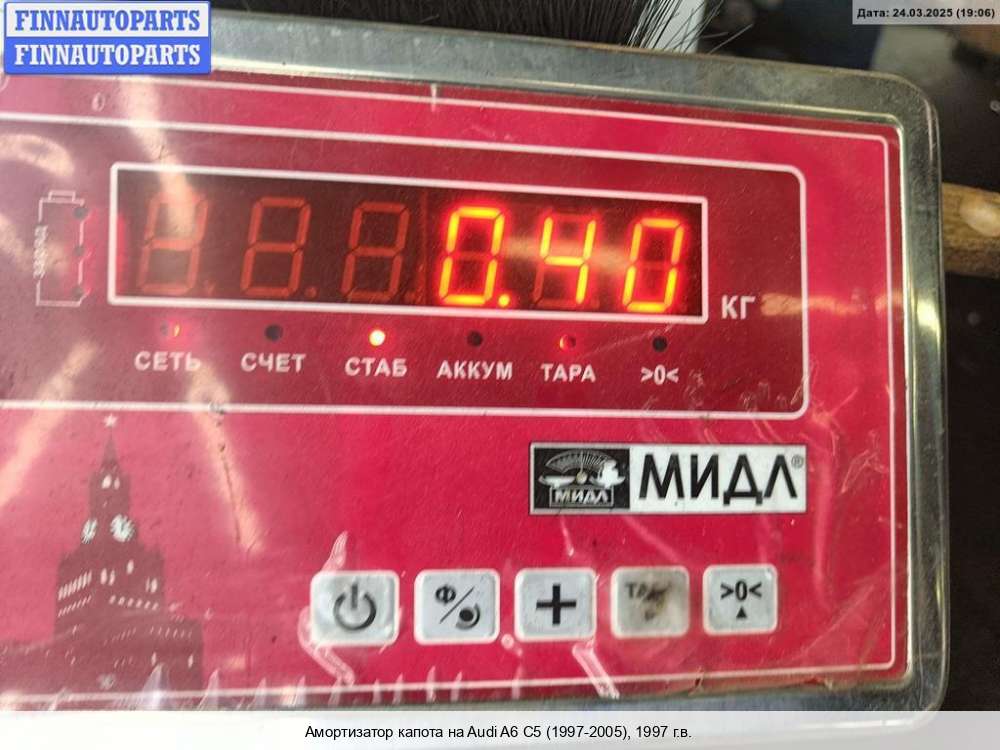 FINNAUTOPARTS
FINNAUTOPARTS
Дата: 24.03.2025 (19:06)
0.40
КГ
СЕТЬ СЧЕТ СТАБ АККУМ ТАРА >0<
МИДЛ МИДЛ®
Ф/ + >0<
Амортизатор капота на Audi A6 C5 (1997-2005), 1997 г.в.